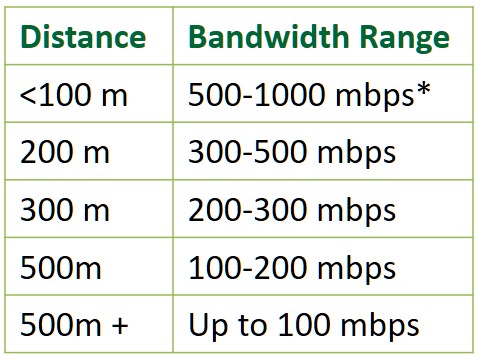 Distance Bandwidth Range
<100 m 500-1000 mbps*
200 m 300-500 mbps
300 m 200-300 mbps
500m 100-200 mbps
500m + Up to 100 mbps